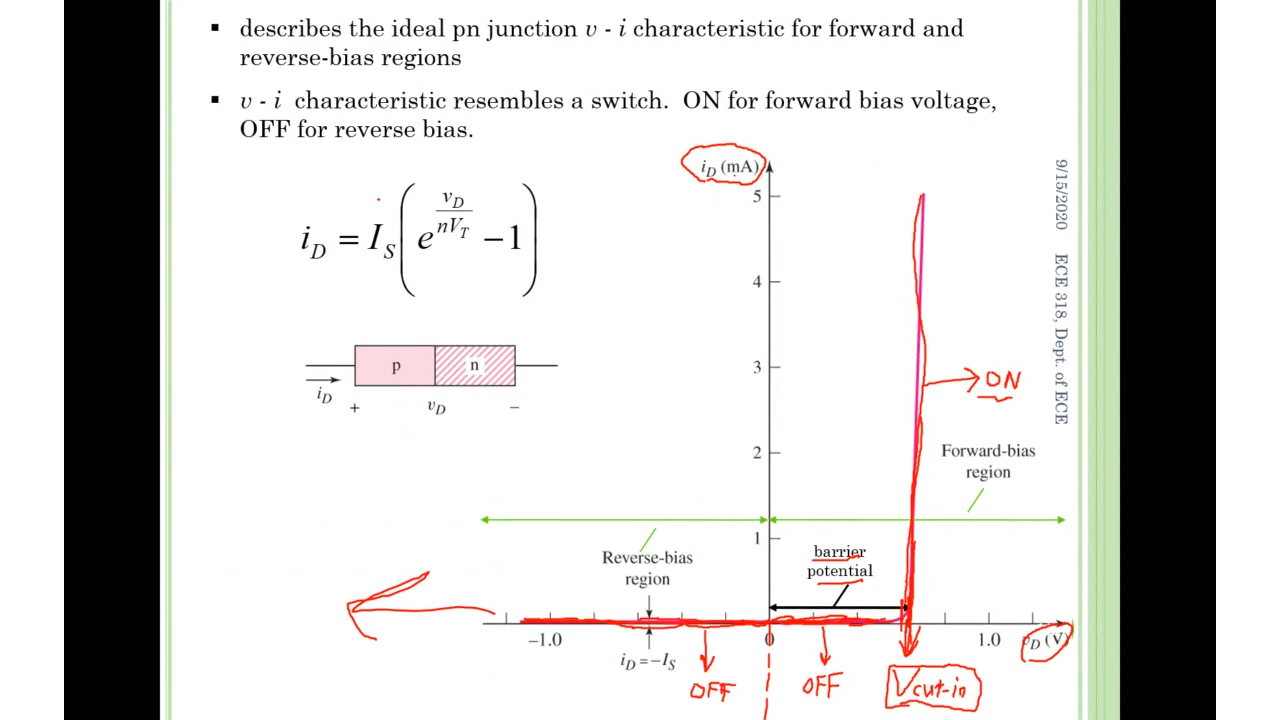 ▪ describes the ideal pn junction v - i characteristic for forward and
reverse-bias regions
▪ v - i characteristic resembles a switch. ON for forward bias voltage,
OFF for reverse bias.
i_D = I_S ( e^{v_D / nV_T} − 1 )
p n
i_D
+ v_D −
i_D (mA)
5
4
3
2
1
ON
Forward-bias
region
Reverse-bias
region
barrier
potential
−1.0 0 1.0 v_D (V)
i_D = −I_S
OFF OFF V_cut-in
9/15/2020 ECE 318, Dept. of ECE